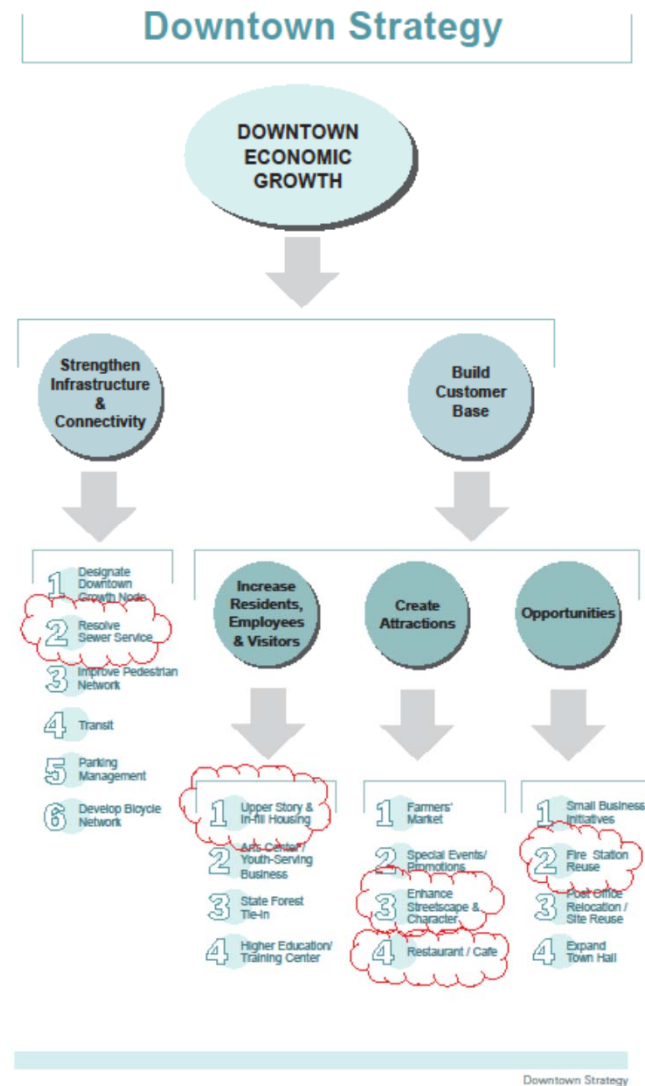 Downtown Strategy
DOWNTOWN
ECONOMIC
GROWTH
Strengthen
Infrastructure
&
Connectivity
Build
Customer
Base
1 Designate
Downtown
Growth Node
2 Resolve
Sewer Service
3 Improve Pedestrian
Network
4 Transit
5 Parking
Management
6 Develop Bicycle
Network
Increase
Residents,
Employees
& Visitors
1 Upper Story &
In-fill Housing
2 Arts Center /
Youth-Serving
Business
3 State Forest
Tie-in
4 Higher Education/
Training Center
Create
Attractions
1 Farmers'
Market
2 Special Events/
Promotions
3 Enhance
Streetscape &
Character
4 Restaurant / Cafe
Opportunities
1 Small Business
Initiatives
2 Fire Station
Reuse
3 Post Office
Relocation /
Site Reuse
4 Expand
Town Hall
Downtown Strategy